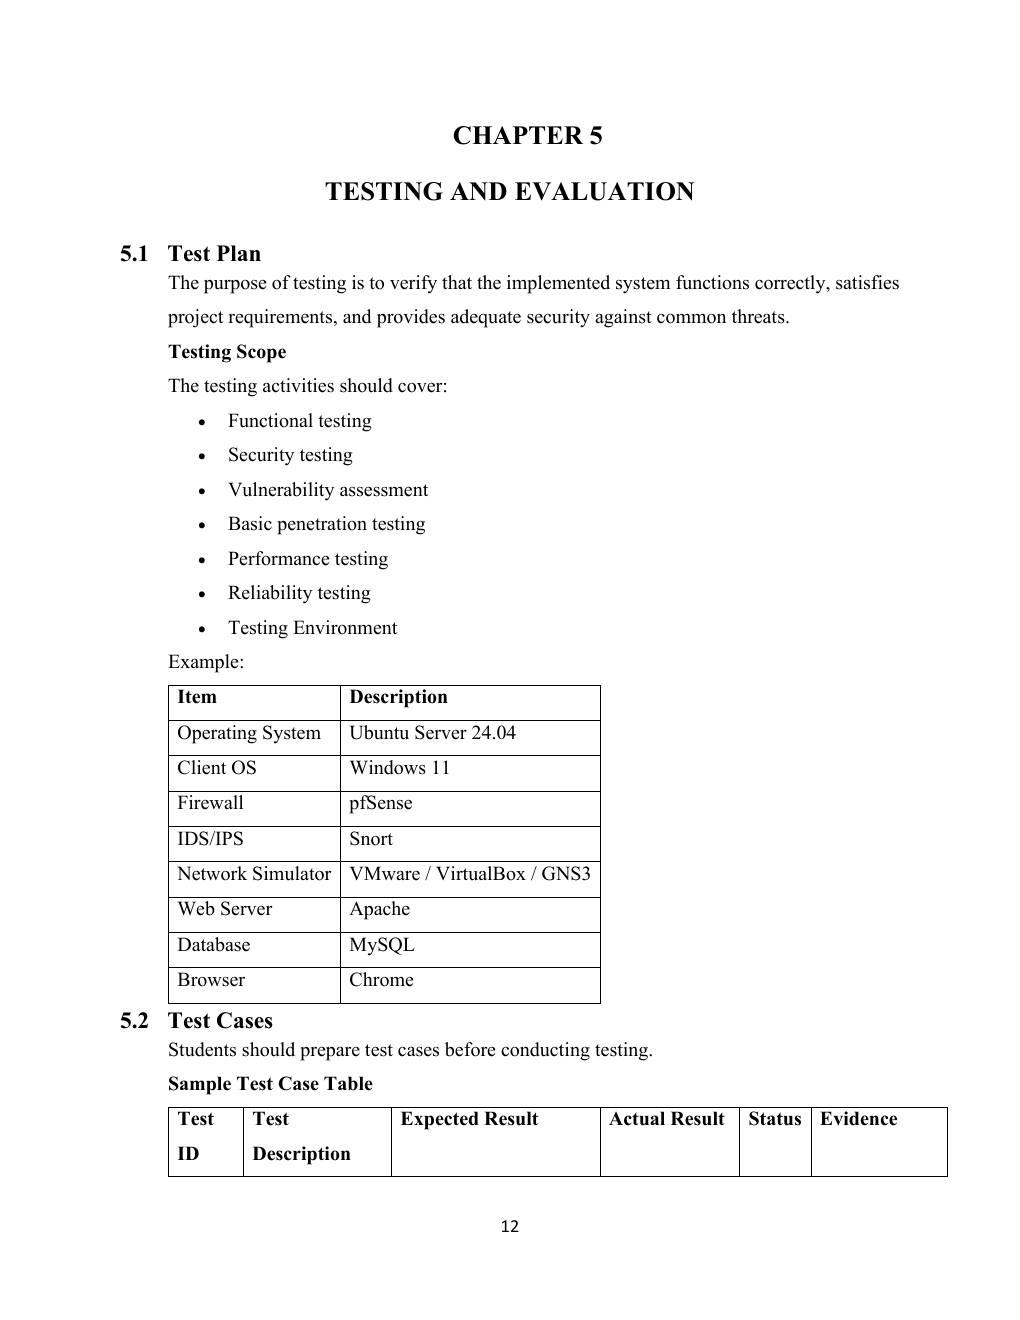 CHAPTER 5
TESTING AND EVALUATION
5.1 Test Plan
The purpose of testing is to verify that the implemented system functions correctly, satisfies
project requirements, and provides adequate security against common threats.
Testing Scope
The testing activities should cover:
• Functional testing
• Security testing
• Vulnerability assessment
• Basic penetration testing
• Performance testing
• Reliability testing
• Testing Environment
Example:
Item Description
Operating System Ubuntu Server 24.04
Client OS Windows 11
Firewall pfSense
IDS/IPS Snort
Network Simulator VMware / VirtualBox / GNS3
Web Server Apache
Database MySQL
Browser Chrome
5.2 Test Cases
Students should prepare test cases before conducting testing.
Sample Test Case Table
Test Test Expected Result Actual Result Status Evidence
ID Description
12